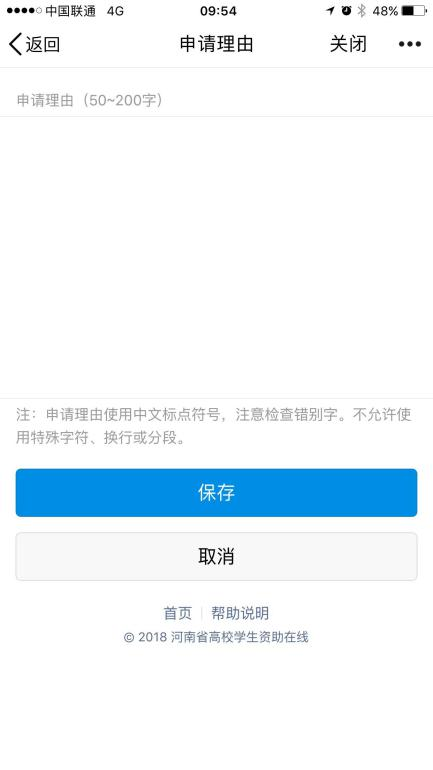 中国联通 4G 09:54 48%
返回 申请理由 关闭
申请理由（50~200字）
注：申请理由使用中文标点符号，注意检查错别字。不允许使
用特殊字符、换行或分段。
保存
取消
首页 帮助说明
© 2018 河南省高校学生资助在线